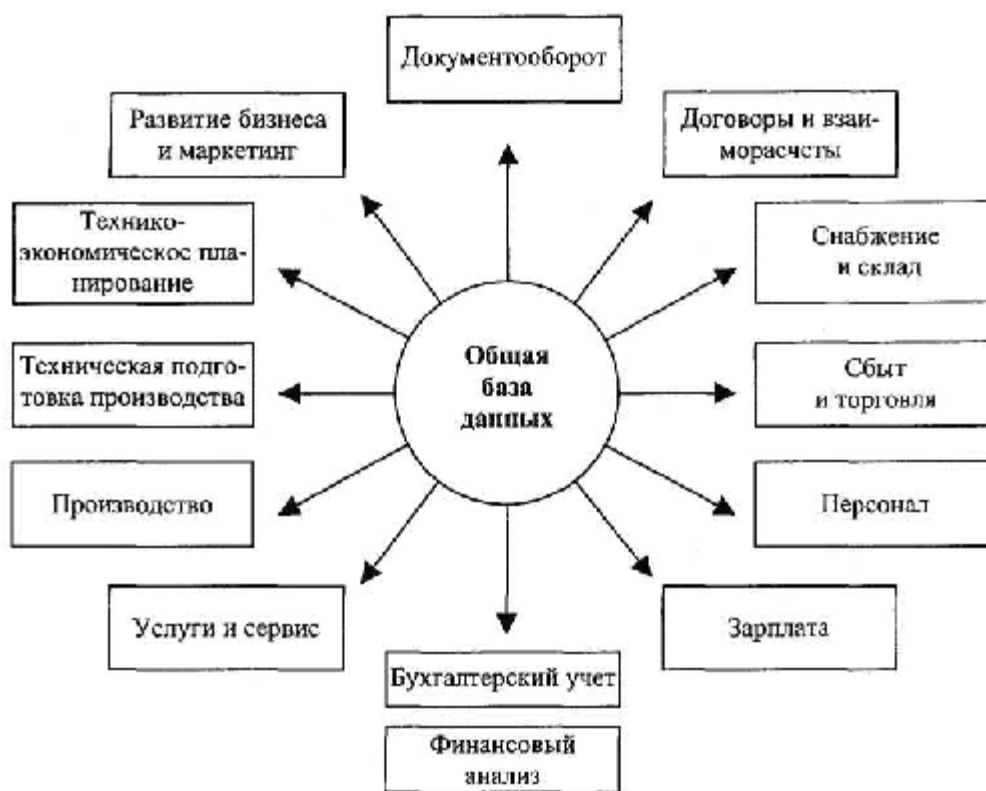 Документооборот
Развитие бизнеса
и маркетинг
Договоры и взаи-
морасчеты
Технико-
экономическое пла-
нирование
Снабжение
и склад
Общая
база
данных
Техническая подго-
товка производства
Сбыт
и торговля
Производство
Персонал
Услуги и сервис
Зарплата
Бухгалтерский учет
Финансовый
анализ